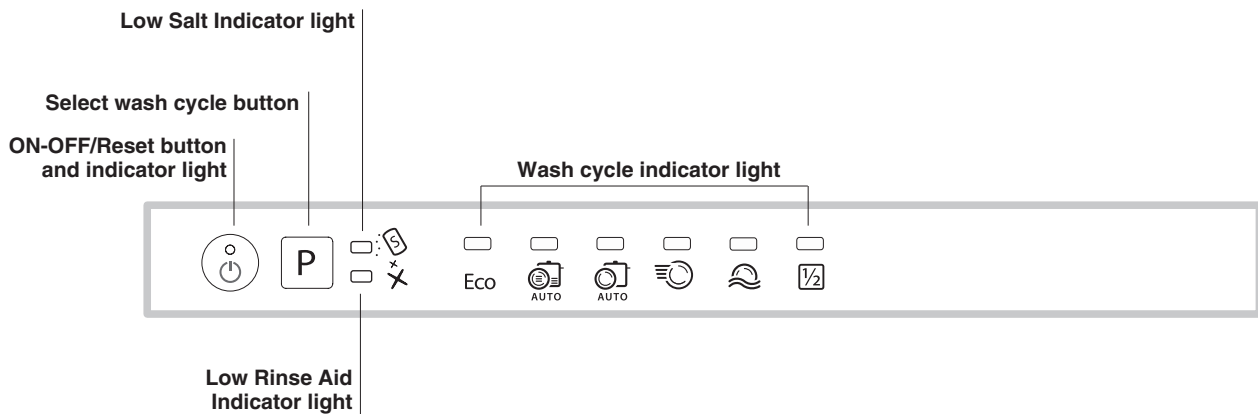 Low Salt Indicator light
Select wash cycle button
ON-OFF/Reset button
and indicator light
Wash cycle indicator light
P
S
Eco
AUTO
AUTO
1/2
Low Rinse Aid
Indicator light